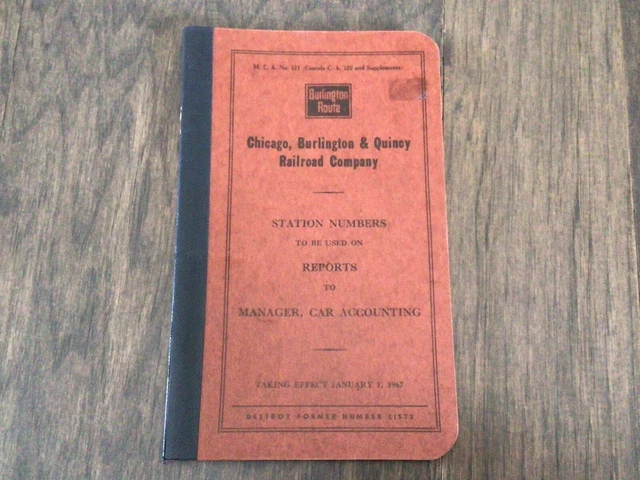 M. C. A. No. 121 (Cancels C. A. 120 and Supplements)
Burlington
Route
Chicago, Burlington & Quincy
Railroad Company
STATION NUMBERS
TO BE USED ON
REPORTS
TO
MANAGER, CAR ACCOUNTING
TAKING EFFECT JANUARY 1, 1967
DESTROY FORMER NUMBER LISTS